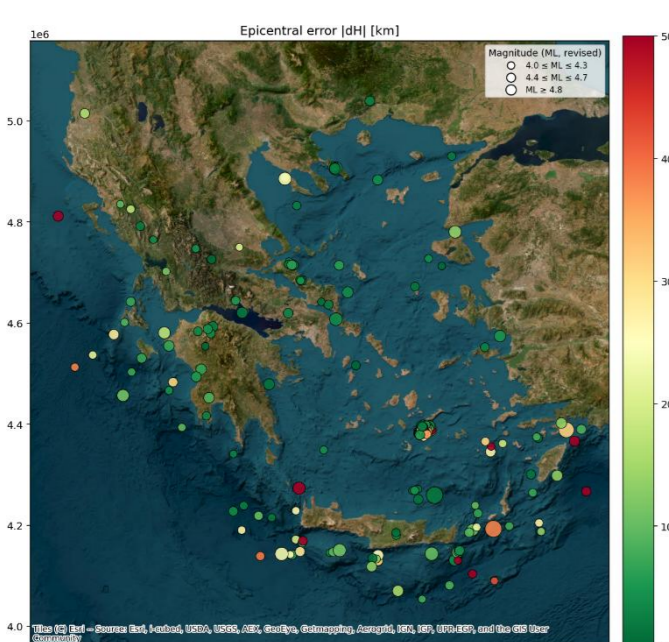 Epicentral error |dH| [km]
1e6
Magnitude (ML, revised)
4.0 ≤ ML ≤ 4.3
4.4 ≤ ML ≤ 4.7
ML ≥ 4.8
5.0
4.8
4.6
4.4
4.2
4.0
50
40
30
20
10
Tiles (C) Esri -- Source: Esri, i-cubed, USDA, USGS, AEX, GeoEye, Getmapping, Aerogrid, IGN, IGP, UPR-EGP, and the GIS User
Community